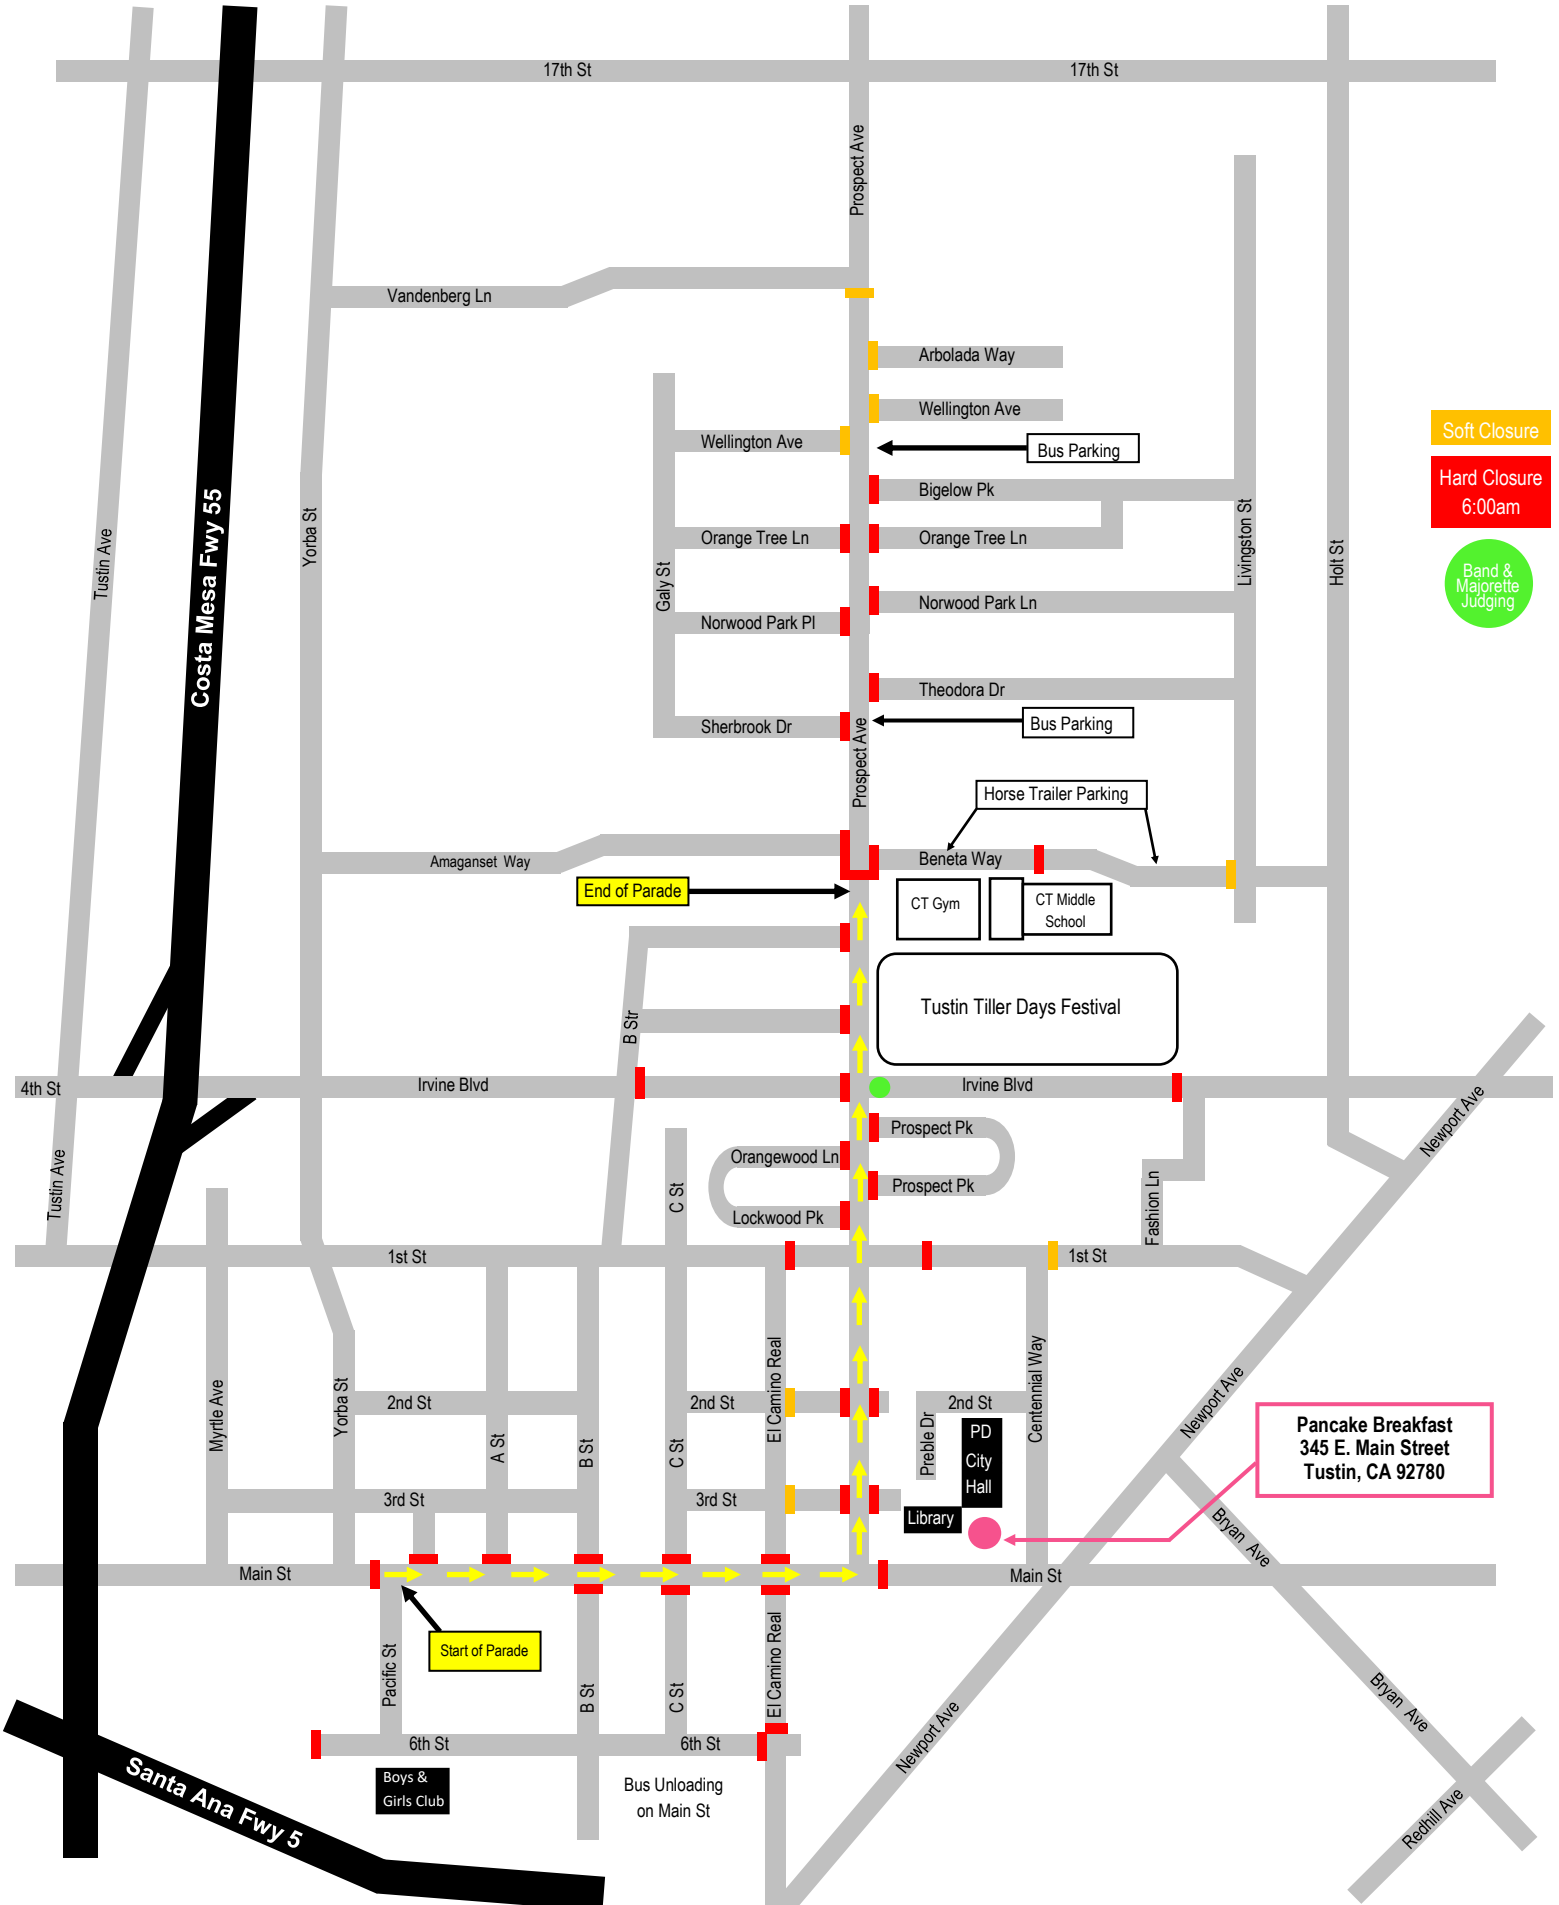 17th St
17th St
Prospect Ave
Vandenberg Ln
Arbolada Way
Wellington Ave
Wellington Ave
Bus Parking
Soft Closure
Hard Closure
6:00am
Band &
Majorette
Judging
Bigelow Pk
Orange Tree Ln
Orange Tree Ln
Tustin Ave
Costa Mesa Fwy 55
Yorba St
Galy St
Livingston St
Holt St
Norwood Park Ln
Norwood Park Pl
Theodora Dr
Sherbrook Dr
Bus Parking
Prospect Ave
Horse Trailer Parking
Amaganset Way
Beneta Way
End of Parade
CT Gym
CT Middle
School
Tustin Tiller Days Festival
B Str
4th St
Irvine Blvd
Irvine Blvd
Newport Ave
Prospect Pk
Orangewood Ln
Prospect Pk
Lockwood Pk
Tustin Ave
C St
Fashion Ln
1st St
1st St
Myrtle Ave
Yorba St
2nd St
A St
B St
2nd St
C St
El Camino Real
2nd St
Preble Dr
Centennial Way
Newport Ave
PD
City
Hall
Library
Pancake Breakfast
345 E. Main Street
Tustin, CA 92780
3rd St
3rd St
Bryan Ave
Main St
Main St
Start of Parade
Pacific St
B St
C St
El Camino Real
Newport Ave
Bryan Ave
6th St
6th St
Boys &
Girls Club
Bus Unloading
on Main St
Santa Ana Fwy 5
Redhill Ave